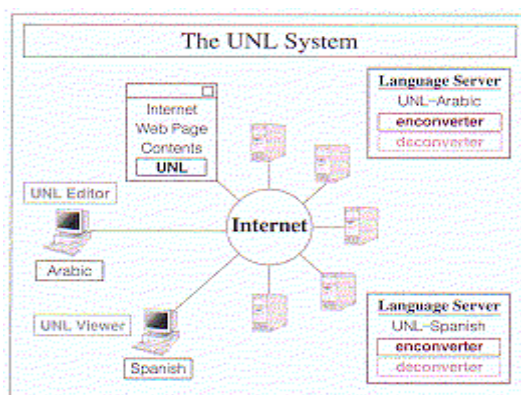 The UNL System
Internet
Web Page
Contents
UNL
Language Server
UNL-Arabic
enconverter
deconverter
UNL Editor
Internet
Arabic
UNL Viewer
Spanish
Language Server
UNL-Spanish
enconverter
deconverter